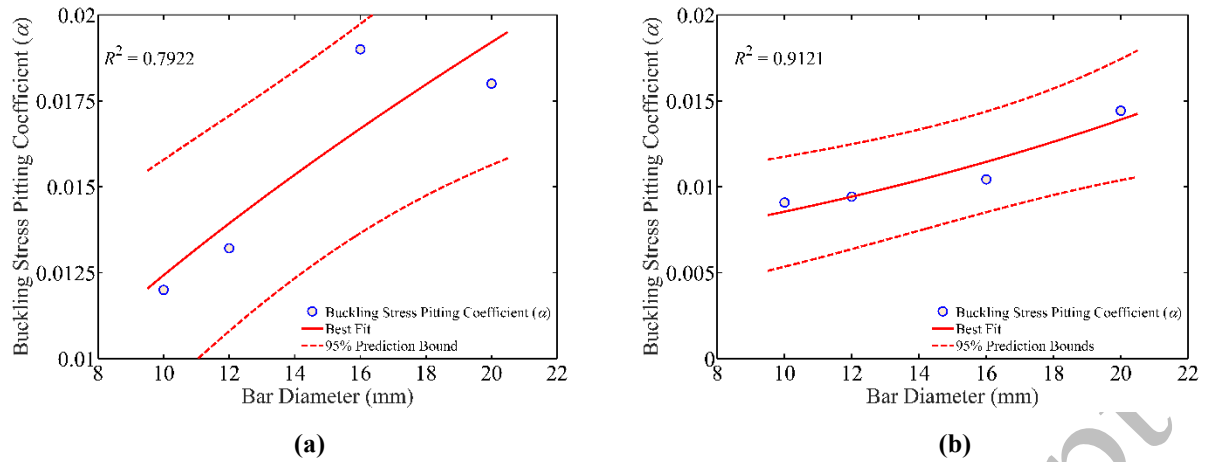 0.02
R² = 0.7922
0.0175
0.015
0.0125
0.01
Buckling Stress Pitting Coefficient (α)
Buckling Stress Pitting Coefficient (α)
Best Fit
95% Prediction Bound
8 10 12 14 16 18 20 22
Bar Diameter (mm)
(a)
0.02
R² = 0.9121
0.015
0.01
0.005
0
Buckling Stress Pitting Coefficient (α)
Buckling Stress Pitting Coefficient (α)
Best Fit
95% Prediction Bounds
8 10 12 14 16 18 20 22
Bar Diameter (mm)
(b)
pt